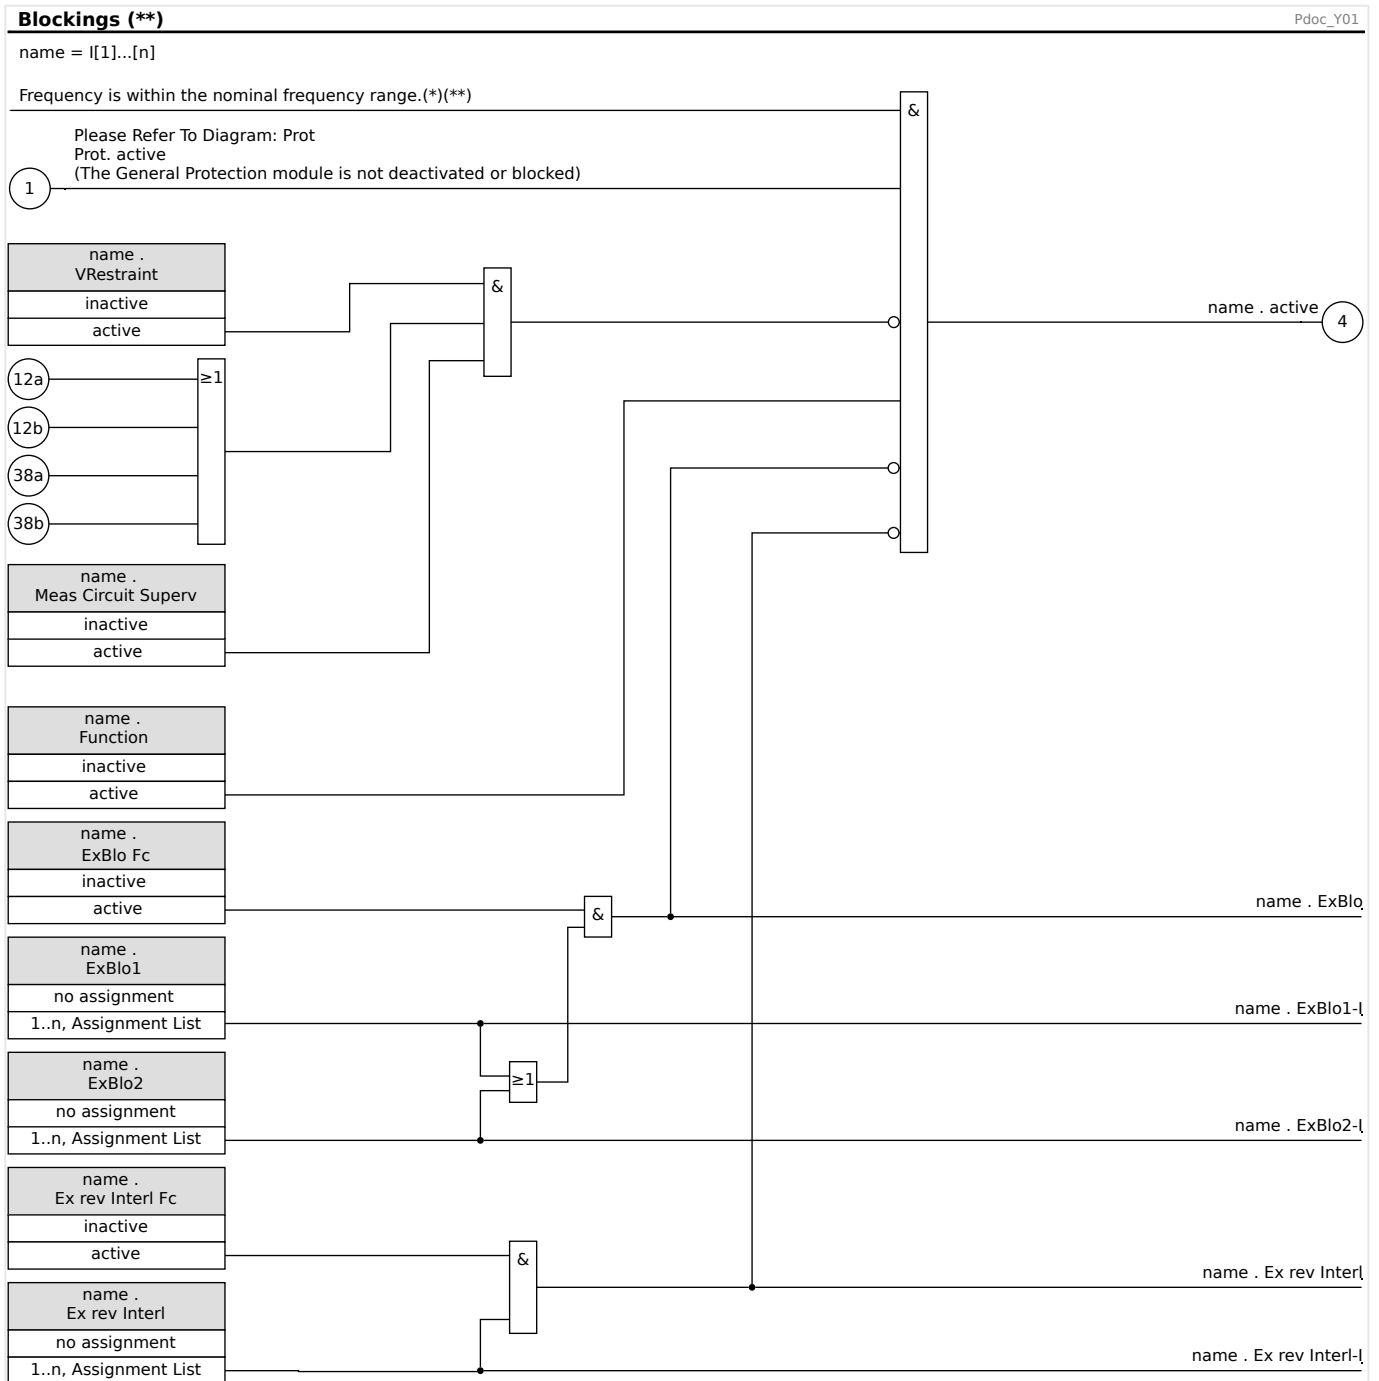 Blockings (**)
Pdoc_Y01
name = I[1]...[n]
Frequency is within the nominal frequency range.(*)(**)
&
Please Refer To Diagram: Prot
Prot. active
(The General Protection module is not deactivated or blocked)
1
name .
VRestraint
inactive
active
&
name . active
4
12a
≥1
12b
38a
38b
name .
Meas Circuit Superv
inactive
active
name .
Function
inactive
active
name .
ExBlo Fc
inactive
active
&
name . ExBlo
name .
ExBlo1
no assignment
1..n, Assignment List
name . ExBlo1-I
≥1
name .
ExBlo2
no assignment
1..n, Assignment List
name . ExBlo2-I
name .
Ex rev Interl Fc
inactive
active
&
name . Ex rev Interl
name .
Ex rev Interl
no assignment
1..n, Assignment List
name . Ex rev Interl-I